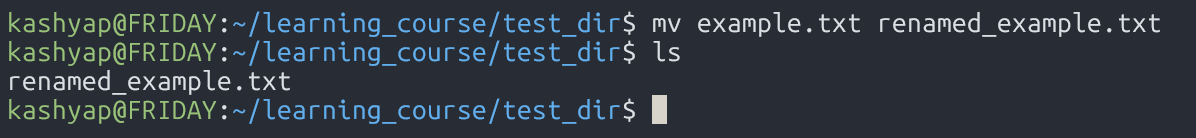 kashyap@FRIDAY:~/learning_course/test_dir$ mv example.txt renamed_example.txt
kashyap@FRIDAY:~/learning_course/test_dir$ ls
renamed_example.txt
kashyap@FRIDAY:~/learning_course/test_dir$